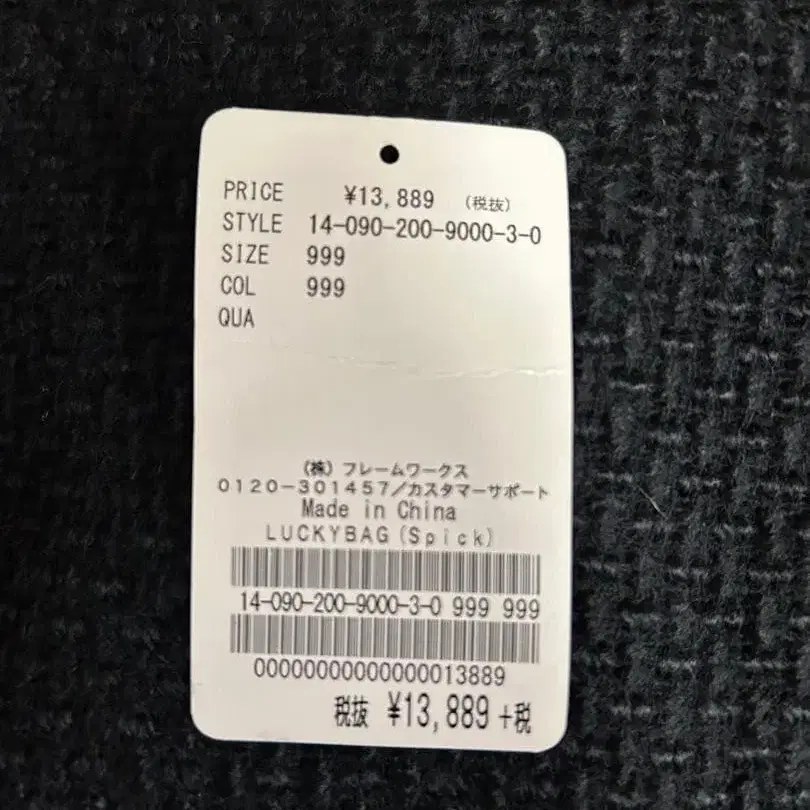 PRICE ¥13,889 (税抜)
STYLE 14-090-200-9000-3-0
SIZE 999
COL 999
QUA
(株) フレームワークス
0120-301457/カスタマーサポート
Made in China
LUCKYBAG(Spick)
14-090-200-9000-3-0 999 999
00000000000000013889
税抜 ¥13,889 +税